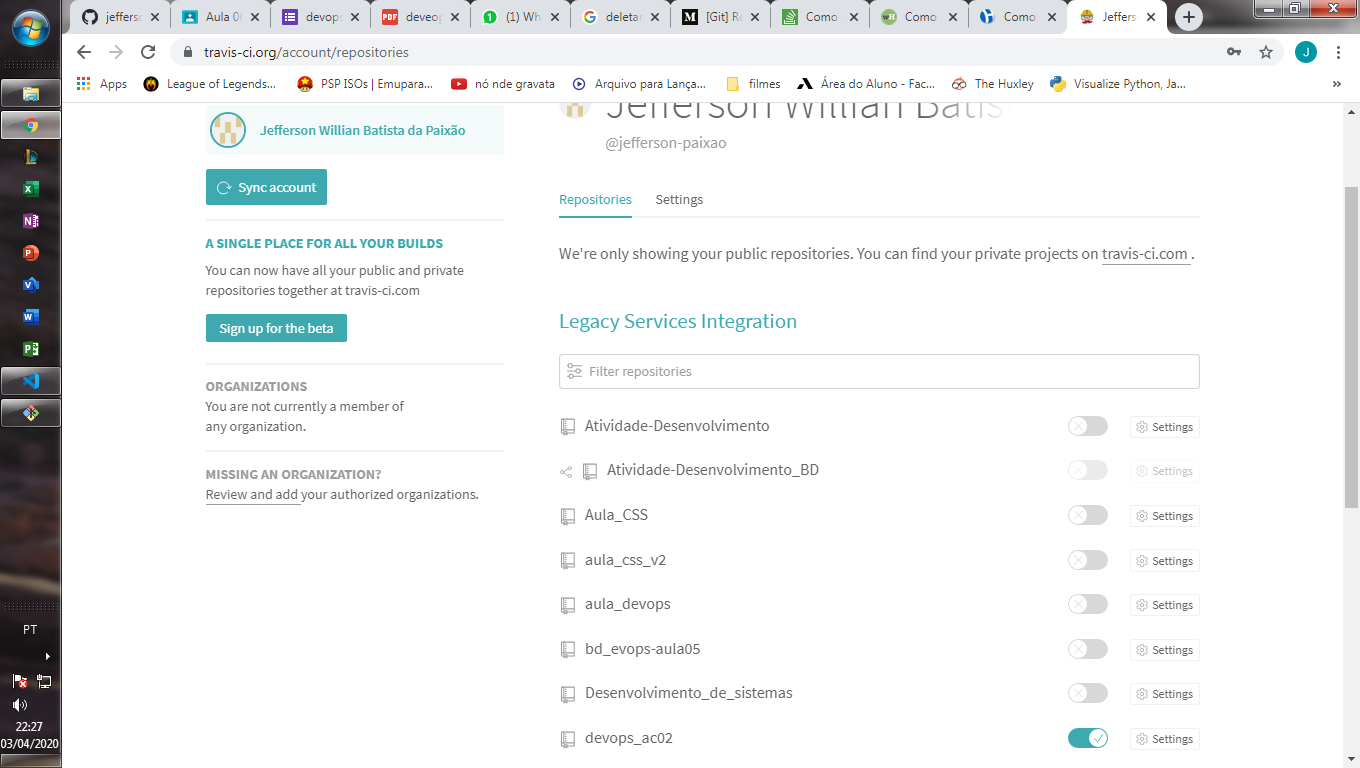 jeffers
Aula 0
devops
PDF
deveop
1
(1) Wh
deletar
[Git] Re
Como
Como
Como
Jeffers
travis-ci.org/account/repositories
J
Apps
League of Legends...
PSP ISOs | Emupara...
nó nde gravata
Arquivo para Lança...
filmes
Área do Aluno - Fac...
The Huxley
Visualize Python, Ja...
»
Jefferson Willian Batista da Paixão
Sync account
A SINGLE PLACE FOR ALL YOUR BUILDS
You can now have all your public and private
repositories together at travis-ci.com
Sign up for the beta
ORGANIZATIONS
You are not currently a member of
any organization.
MISSING AN ORGANIZATION?
Review and add your authorized organizations.
Jefferson Willian Batis
@jefferson-paixao
Repositories
Settings
We're only showing your public repositories. You can find your private projects on travis-ci.com .
Legacy Services Integration
Filter repositories
Atividade-Desenvolvimento
Settings
Atividade-Desenvolvimento_BD
Settings
Aula_CSS
Settings
aula_css_v2
Settings
aula_devops
Settings
bd_evops-aula05
Settings
Desenvolvimento_de_sistemas
Settings
devops_ac02
Settings
PT
22:27
03/04/2020